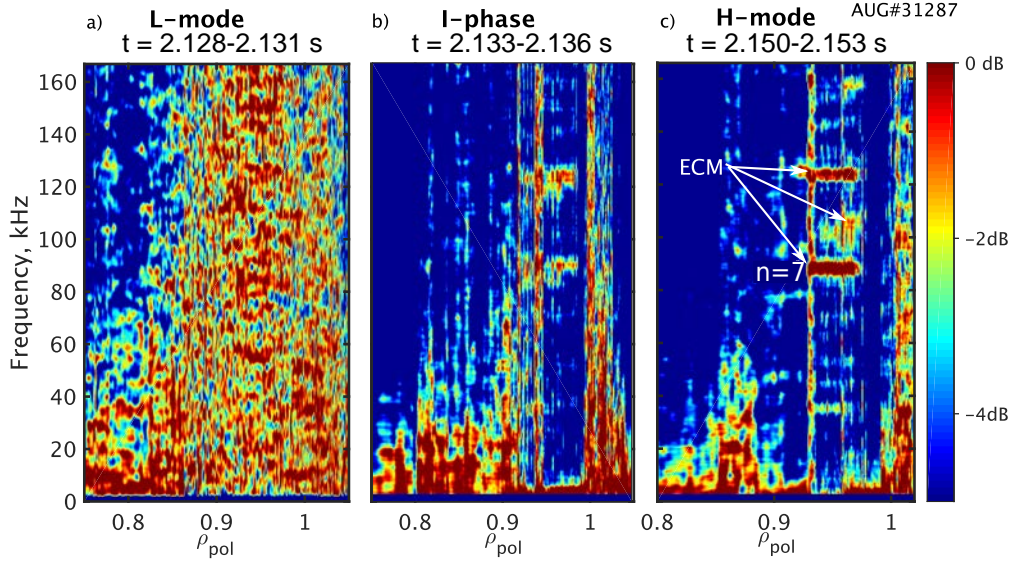 a) L-mode
t = 2.128-2.131 s
b) I-phase
t = 2.133-2.136 s
c) H-mode
t = 2.150-2.153 s
AUG#31287
Frequency, kHz
160
140
120
100
80
60
40
20
0
0.8 0.9 1
ρpol
0.8 0.9 1
ρpol
ECM
n=7
0.8 0.9 1
ρpol
0 dB
-2dB
-4dB